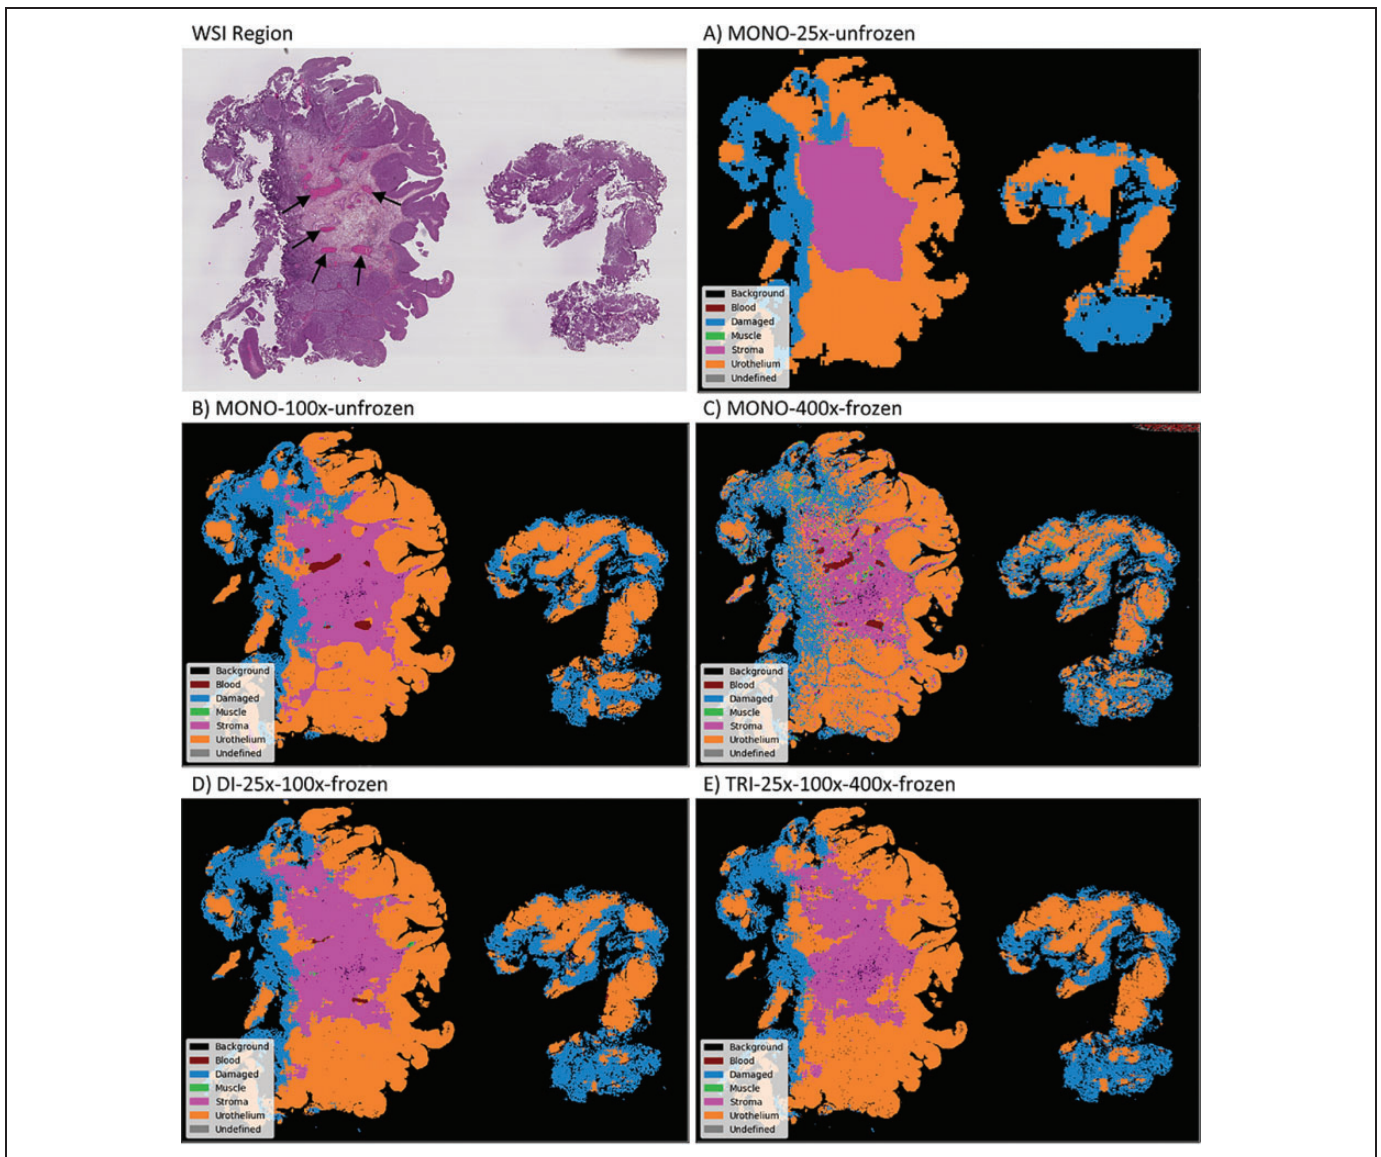 WSI Region
A) MONO-25x-unfrozen
Background
Blood
Damaged
Muscle
Stroma
Urothelium
Undefined
B) MONO-100x-unfrozen
C) MONO-400x-frozen
Background
Blood
Damaged
Muscle
Stroma
Urothelium
Undefined
Background
Blood
Damaged
Muscle
Stroma
Urothelium
Undefined
D) DI-25x-100x-frozen
E) TRI-25x-100x-400x-frozen
Background
Blood
Damaged
Muscle
Stroma
Urothelium
Undefined
Background
Blood
Damaged
Muscle
Stroma
Urothelium
Undefined